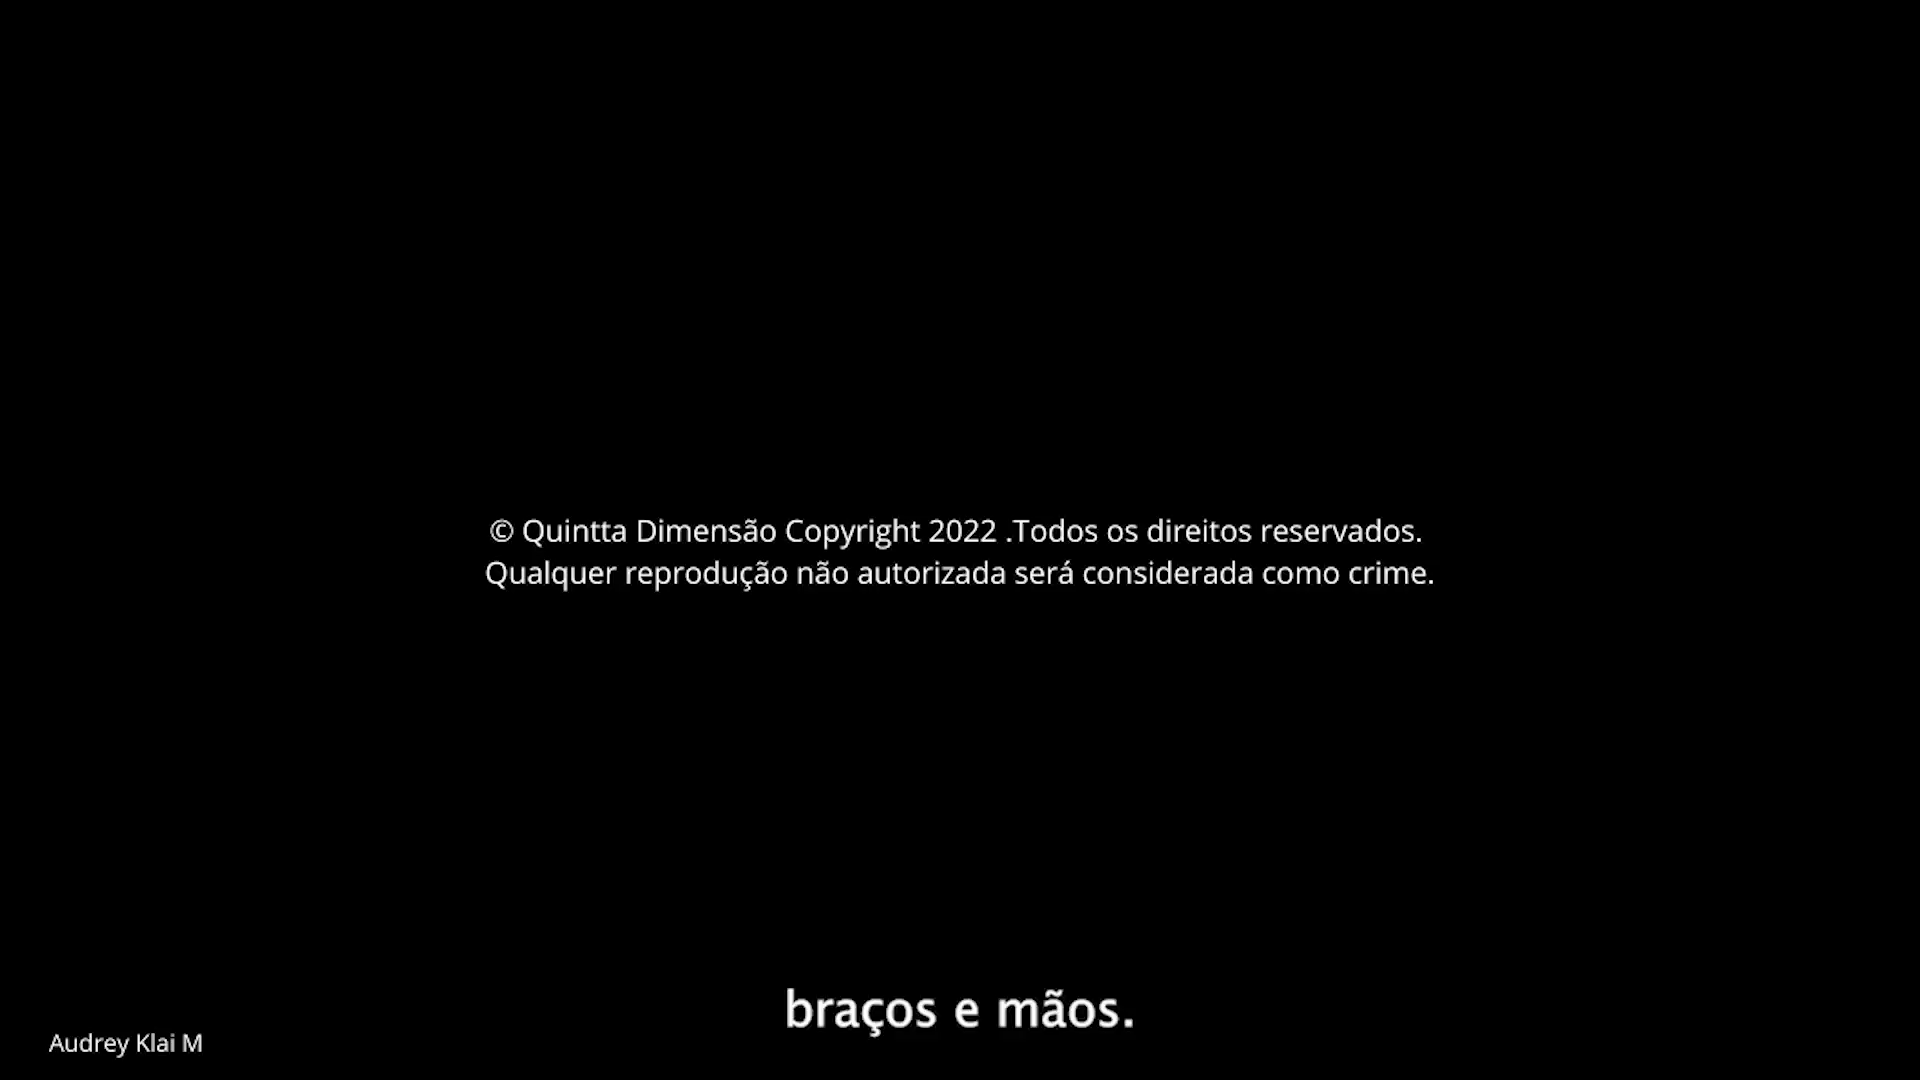 © Quintta Dimensão Copyright 2022 .Todos os direitos reservados.
Qualquer reprodução não autorizada será considerada como crime.
braços e mãos.
Audrey Klai M